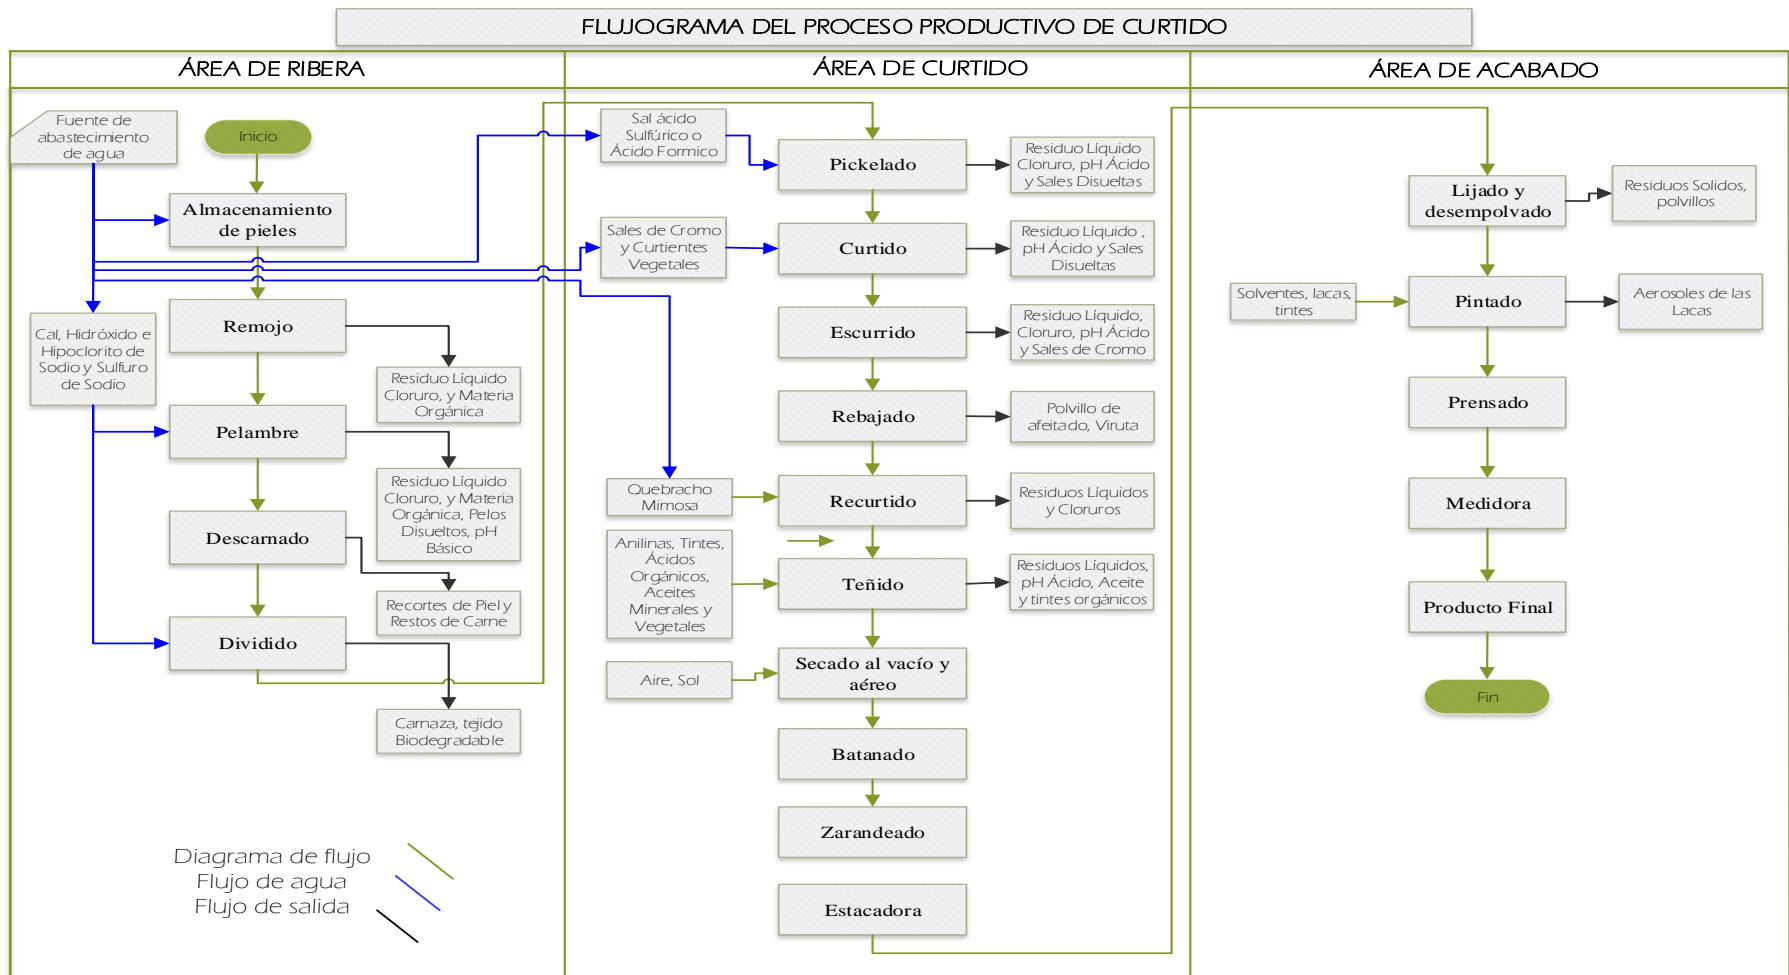 FLUJOGRAMA DEL PROCESO PRODUCTIVO DE CURTIDO
ÁREA DE RIBERA
Fuente de
abastecimiento
de agua
Inicio
Almacenamiento
de pieles
Remojo
Cal, Hidróxido e
Hipoclorito de
Sodio y Sulfuro
de Sodio
Residuo Líquido
Cloruro, y Materia
Orgánica
Pelambre
Residuo Líquido
Cloruro, y Materia
Orgánica, Pelos
Disueltos, pH
Básico
Descarnado
Recortes de Piel y
Restos de Carne
Dividido
Carnaza, tejido
Biodegradable
Diagrama de flujo
Flujo de agua
Flujo de salida
ÁREA DE CURTIDO
Sal ácido
Sulfúrico o
Ácido Formico
Pickelado
Residuo Líquido
Cloruro, pH Ácido
y Sales Disueltas
Sales de Cromo
y Curtientes
Vegetales
Curtido
Residuo Líquido ,
pH Ácido y Sales
Disueltas
Escurrido
Residuo Líquido,
Cloruro, pH Ácido
y Sales de Cromo
Rebajado
Polvillo de
afeitado, Viruta
Quebracho
Mimosa
Recurtido
Residuos Líquidos
y Cloruros
Anilinas, Tintes,
Ácidos
Orgánicos,
Aceites
Minerales y
Vegetales
Teñido
Residuos Líquidos,
pH Ácido, Aceite
y tintes orgánicos
Aire, Sol
Secado al vacío y
aéreo
Batanado
Zarandeado
Estacadora
ÁREA DE ACABADO
Lijado y
desempolvado
Residuos Solidos,
polvillos
Solventes, lacas,
tintes
Pintado
Aerosoles de las
Lacas
Prensado
Medidora
Producto Final
Fin